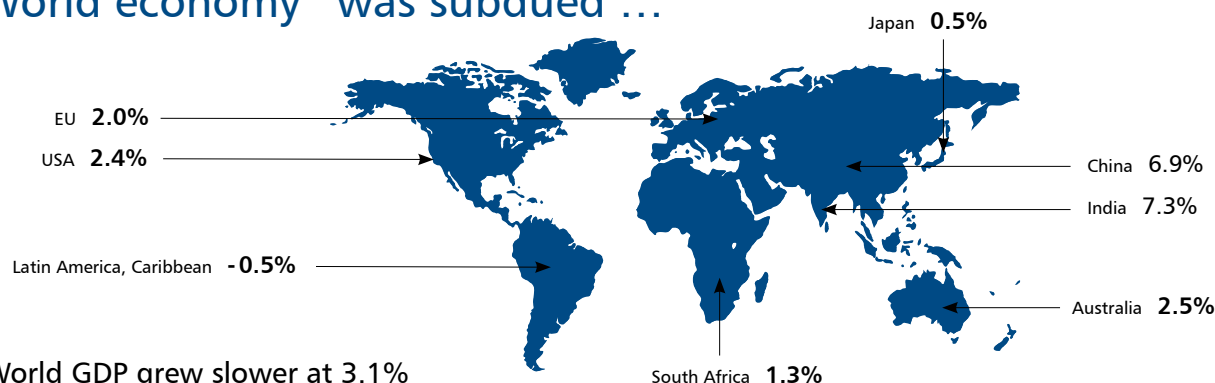 World economy was subdued ...
Japan 0.5%
EU 2.0%
USA 2.4%
China 6.9%
India 7.3%
Latin America, Caribbean -0.5%
Australia 2.5%
World GDP grew slower at 3.1%
South Africa 1.3%